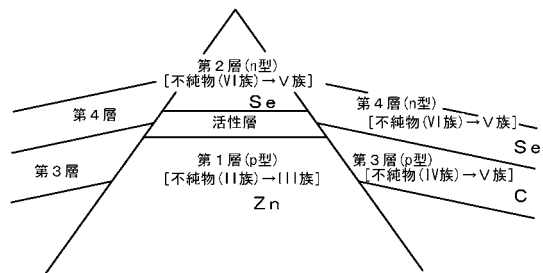 第2層(n型)
[不純物(VI族)→V族]
Se
第4層
活性層
第4層(n型)
[不純物(VI族)→V族]
Se
第3層
第1層(p型)
[不純物(II族)→III族]
Zn
第3層(p型)
[不純物(IV族)→V族]
C